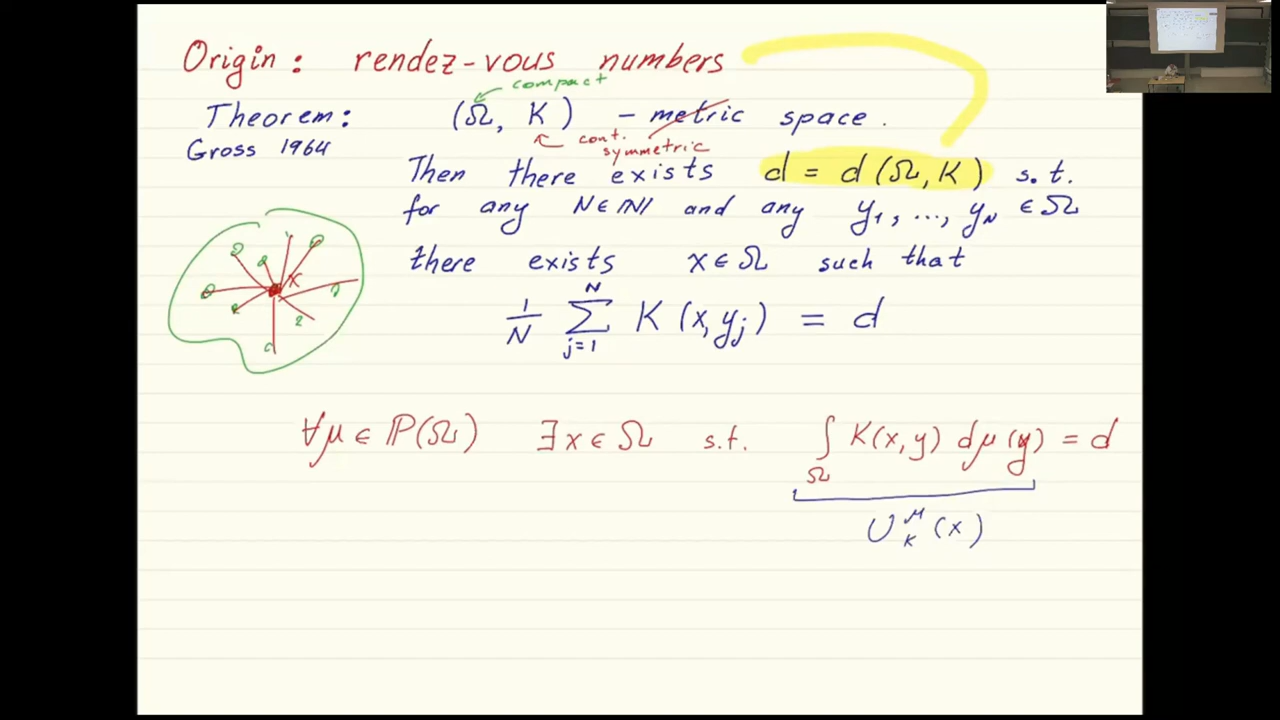 Origin: rendez-vous numbers
compact
Theorem: (Ω, K) – metric space.
cont. symmetric
Gross 1964
Then there exists d = d(Ω, K) s.t.
for any N∈ℕ and any y₁, ..., y_N ∈ Ω
there exists x∈Ω such that
1/N ∑_{j=1}^{N} K(x, y_j) = d
x
∀μ ∈ ℙ(Ω) ∃x∈Ω s.t. ∫_Ω K(x,y) dμ(y) = d
U_K^μ(x)